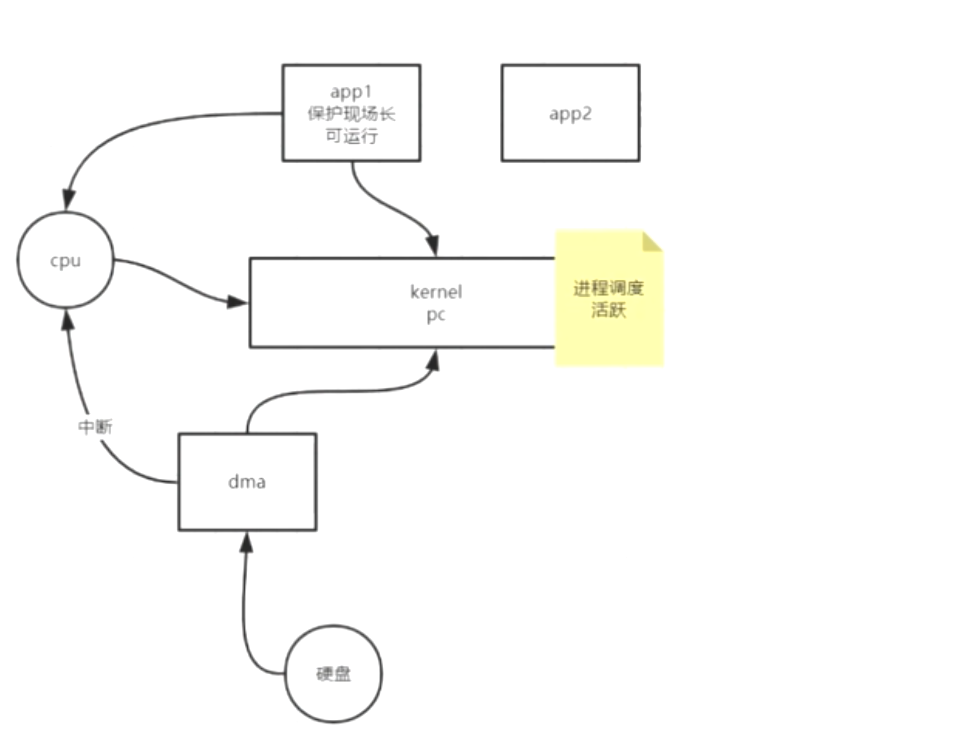 app1
保护现场长
可运行
app2
cpu
kernel
pc
进程调度
活跃
中断
dma
硬盘